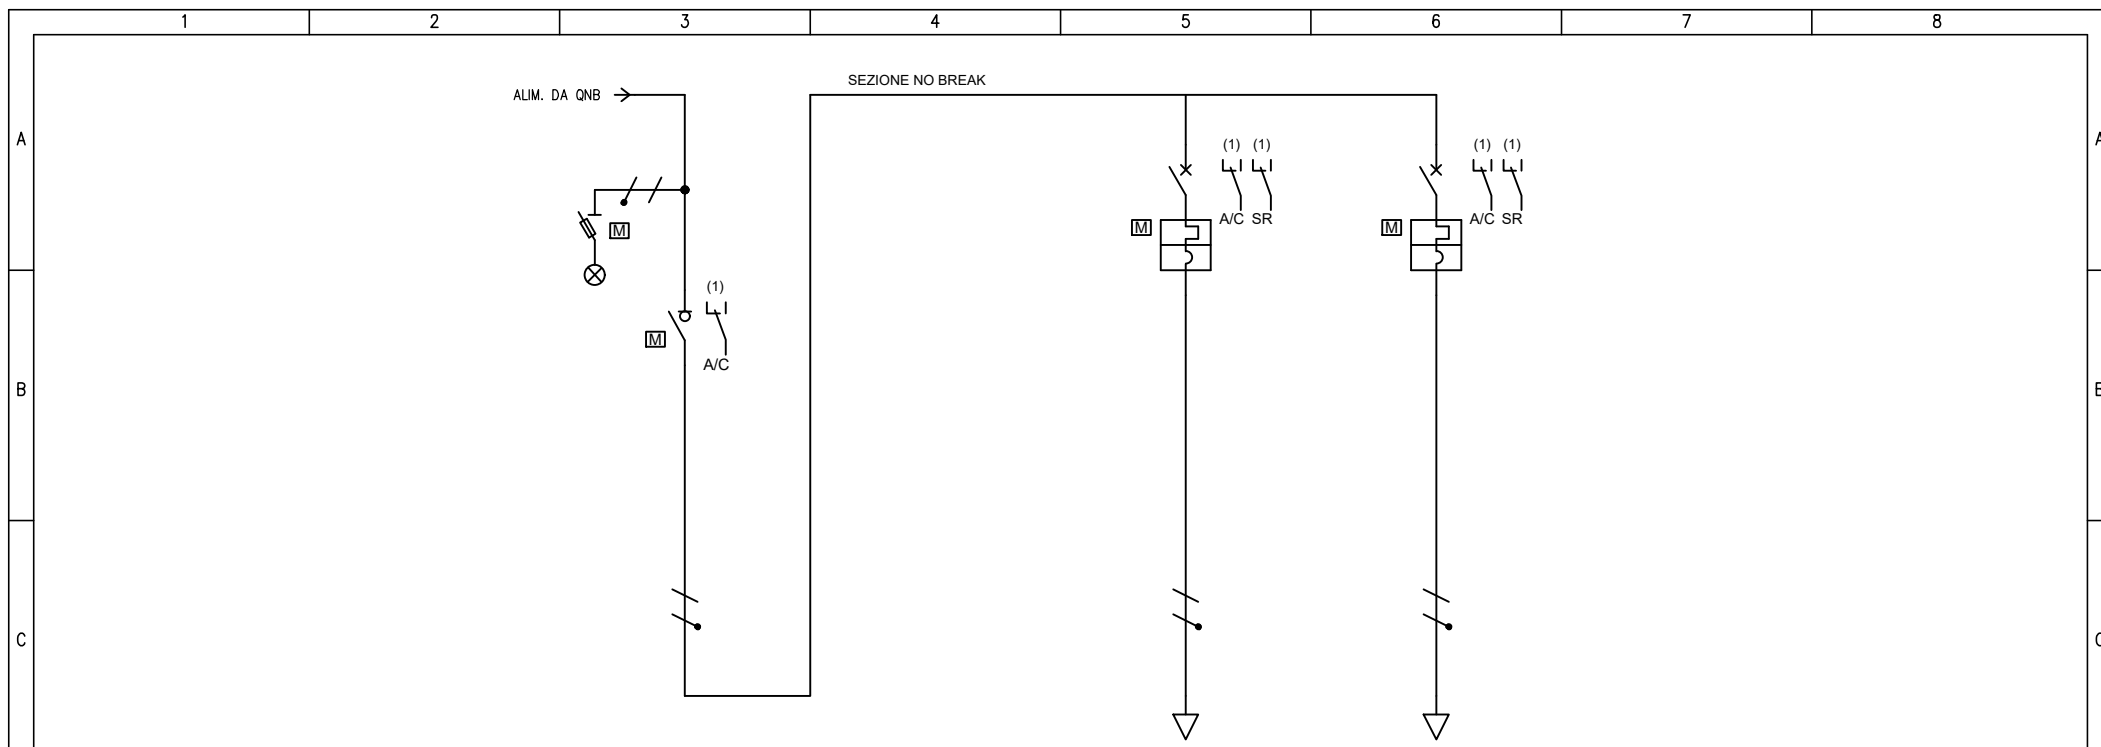 1 2 3 4 5 6 7 8
SEZIONE NO BREAK
ALIM. DA QNB
A A
(1) (1) (1) (1)
A/C SR A/C SR
M M M
(1)
M
A/C
B B
C C